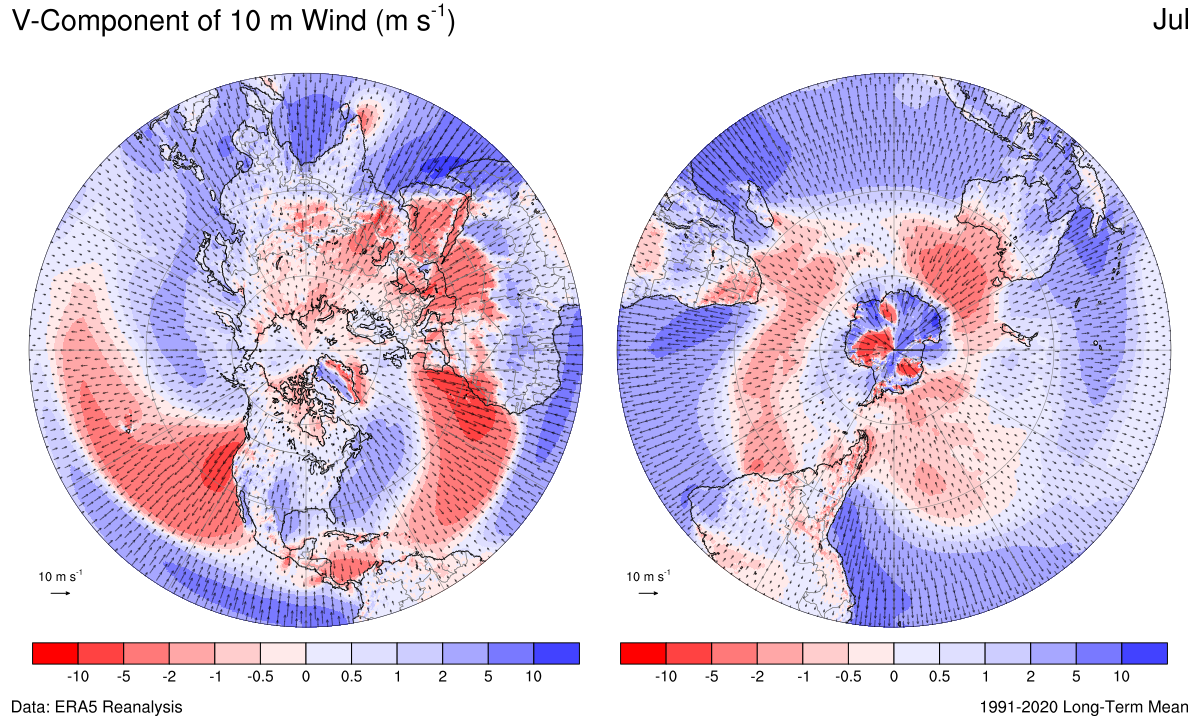 V-Component of 10 m Wind (m s-1) Jul
10 m s-1 10 m s-1
-10 -5 -2 -1 -0.5 0 0.5 1 2 5 10 -10 -5 -2 -1 -0.5 0 0.5 1 2 5 10
Data: ERA5 Reanalysis 1991-2020 Long-Term Mean